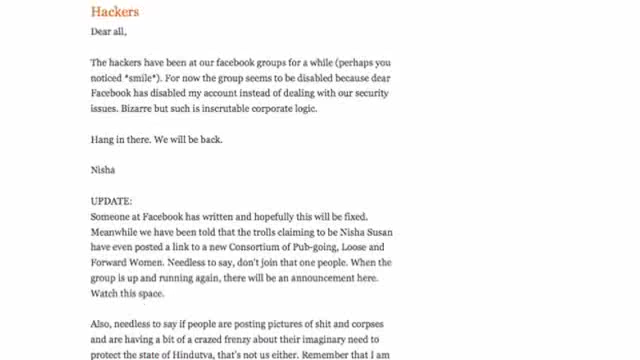 Hackers
Dear all,
The hackers have been at our facebook groups for a while (perhaps you
noticed *smile*). For now the group seems to be disabled because dear
Facebook has disabled my account instead of dealing with our security
issues. Bizarre but such is inscrutable corporate logic.
Hang in there. We will be back.
Nisha
UPDATE:
Someone at Facebook has written and hopefully this will be fixed.
Meanwhile we have been told that the trolls claiming to be Nisha Susan
have even posted a link to a new Consortium of Pub-going, Loose and
Forward Women. Needless to say, don't join that one people. When the
group is up and running again, there will be an announcement here.
Watch this space.
Also, needless to say if people are posting pictures of shit and corpses
and are having a bit of a crazed frenzy about their imaginary need to
protect the state of Hindutva, that's not us either. Remember that I am